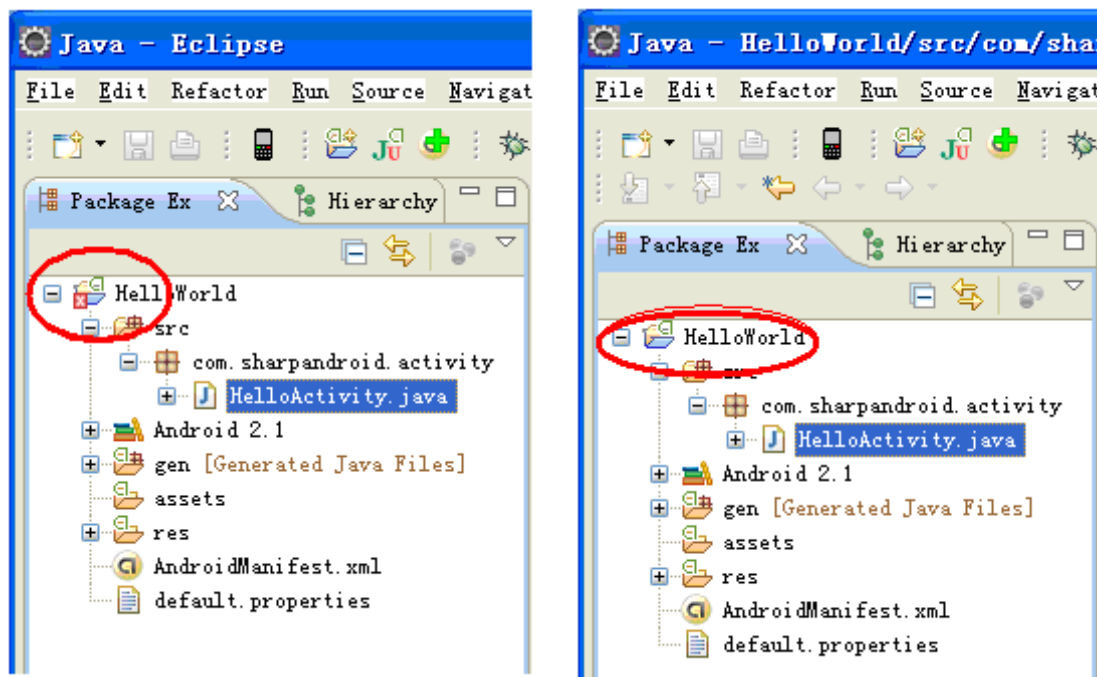 Java - Eclipse
File Edit Refactor Run Source Navigat
Package Ex Hierarchy
HelloWorld
src
com.sharpandroid.activity
HelloActivity.java
Android 2.1
gen [Generated Java Files]
assets
res
AndroidManifest.xml
default.properties
Java - HelloWorld/src/com/shar
File Edit Refactor Run Source Navigat
Package Ex Hierarchy
HelloWorld
src
com.sharpandroid.activity
HelloActivity.java
Android 2.1
gen [Generated Java Files]
assets
res
AndroidManifest.xml
default.properties